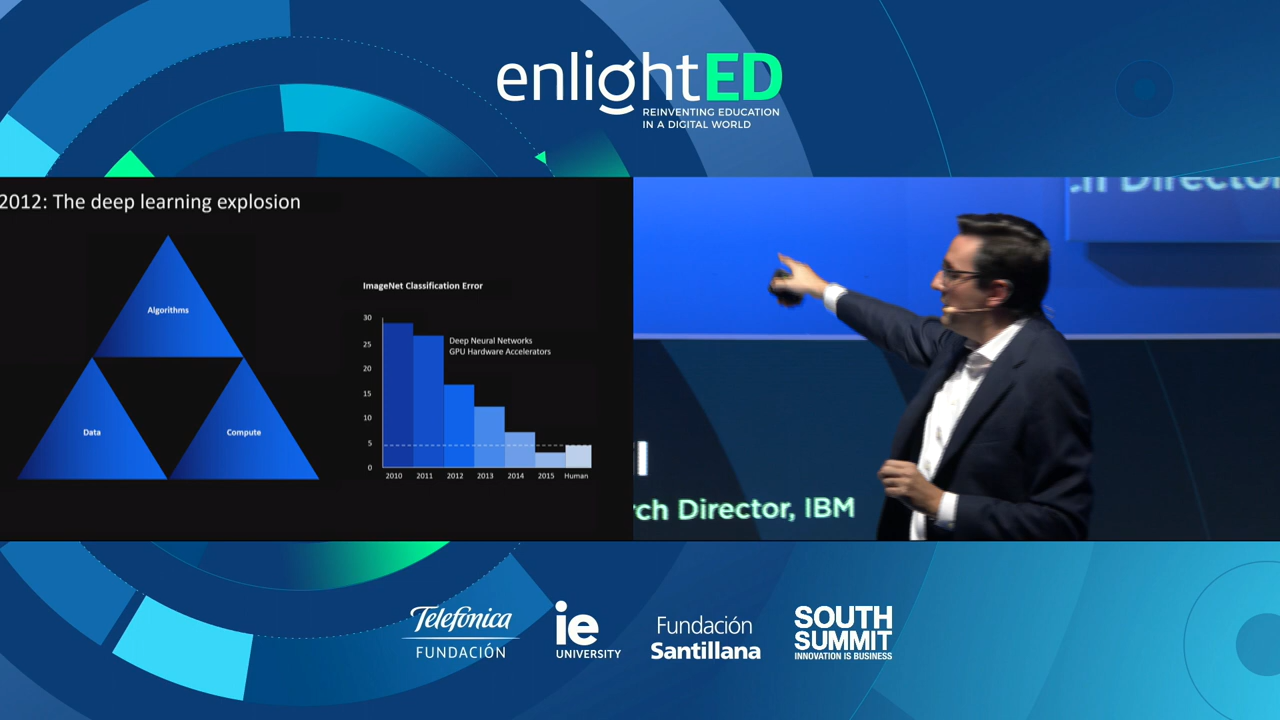 enlightED
REINVENTING EDUCATION
IN A DIGITAL WORLD
2012: The deep learning explosion
Algorithms
Data
Compute
ImageNet Classification Error
30
25
20
15
10
5
0
Deep Neural Networks
GPU Hardware Accelerators
2010 2011 2012 2013 2014 2015 Human
Director
Director, IBM
Telefónica
FUNDACIÓN
ie
UNIVERSITY
Fundación
Santillana
SOUTH
SUMMIT
INNOVATION IS BUSINESS